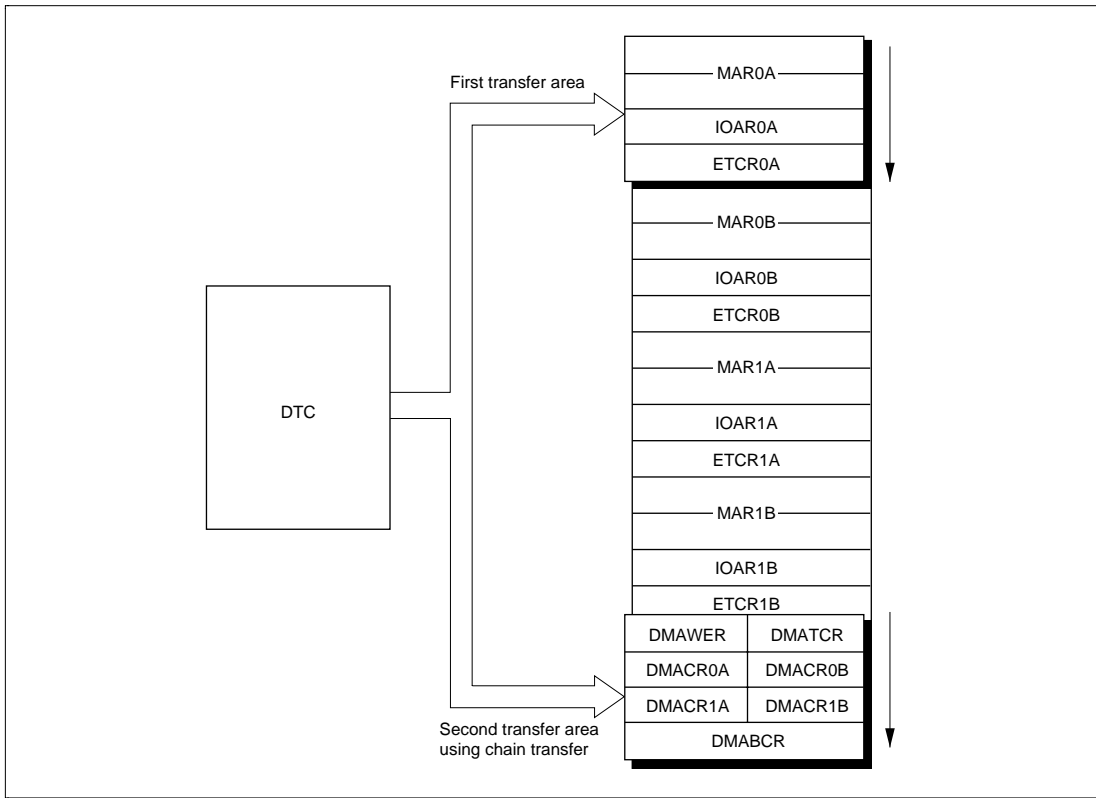 First transfer area
MAR0A
IOAR0A
ETCR0A
MAR0B
IOAR0B
ETCR0B
MAR1A
DTC
IOAR1A
ETCR1A
MAR1B
IOAR1B
ETCR1B
DMAWER DMATCR
DMACR0A DMACR0B
DMACR1A DMACR1B
Second transfer area
using chain transfer
DMABCR